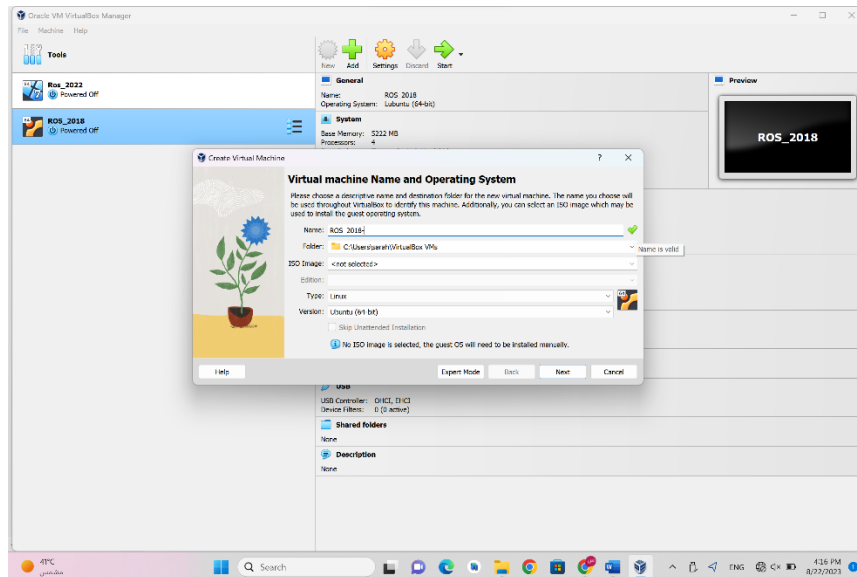 Oracle VM VirtualBox Manager
File Machine Help
Tools
New Add Settings Discard Start
Ros_2022
Powered Off
ROS_2018
Powered Off
General
Name: ROS 2018
Operating System: Lubuntu (64-bit)
System
Base Memory: 5222 MB
Processors: 4
Preview
ROS_2018
Create Virtual Machine ?
Virtual machine Name and Operating System
Please choose a descriptive name and destination folder for the new virtual machine. The name you choose will
be used throughout VirtualBox to identify this machine. Additionally, you can select an ISO image which may be
used to install the guest operating system.
Name: ROS 2018-
Folder: C:\Users\sareh\VirtualBox VMs
Name is valid
ISO Image: <not selected>
Edition:
Type: Linux
Version: Ubuntu (64-bit)
64
Skip Unattended Installation
No ISO image is selected, the guest OS will need to be installed manually.
Help Expert Mode Back Next Cancel
USB
USB Controller: OHCI, EHCI
Device Filters: 0 (0 active)
Shared folders
None
Description
None
41°C
مشمس
Search
ENG
4:16 PM
8/22/2023